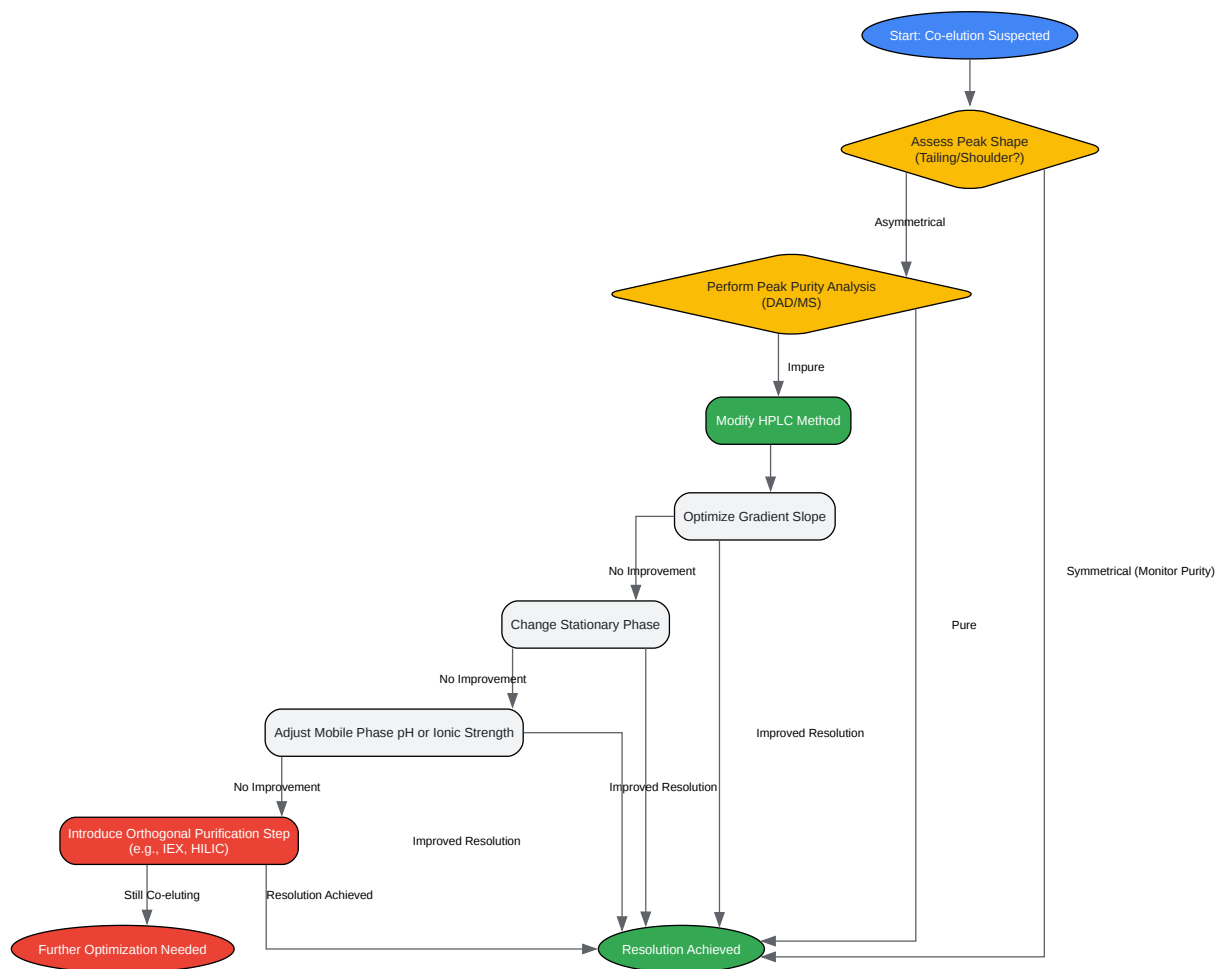 Start: Co-elution Suspected
Assess Peak Shape
(Tailing/Shoulder?)
Asymmetrical
Perform Peak Purity Analysis
(DAD/MS)
Impure
Modify HPLC Method
Optimize Gradient Slope
No Improvement
Symmetrical (Monitor Purity)
Change Stationary Phase
Pure
No Improvement
Adjust Mobile Phase pH or Ionic Strength
Improved Resolution
No Improvement
Improved Resolution
Introduce Orthogonal Purification Step
(e.g., IEX, HILIC)
Improved Resolution
Still Co-eluting
Resolution Achieved
Further Optimization Needed
Resolution Achieved